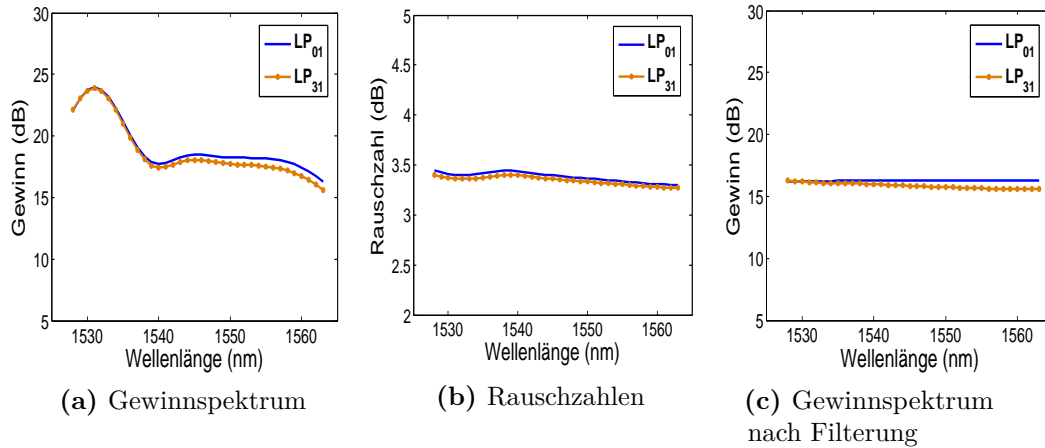 30
25
20
15
10
5
Gewinn (dB)
1530 1540 1550 1560
Wellenlänge (nm)
LP01
LP31
(a) Gewinnspektrum
5
4.5
4
3.5
3
2.5
2
Rauschzahl (dB)
1530 1540 1550 1560
Wellenlänge (nm)
LP01
LP31
(b) Rauschzahlen
30
25
20
15
10
5
Gewinn (dB)
1530 1540 1550 1560
Wellenlänge (nm)
LP01
LP31
(c) Gewinnspektrum
nach Filterung